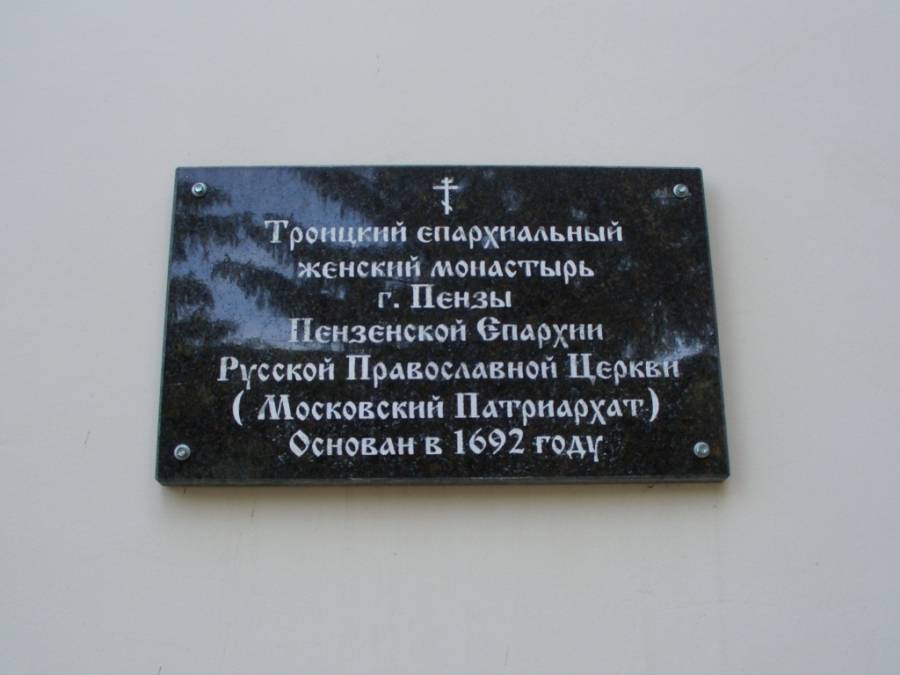 Троицкий епархиальный
женский монастырь
г. Пензы
Пензенской Епархии
Русской Православной Церкви
( Московский Патриархат)
Основан в 1692 году